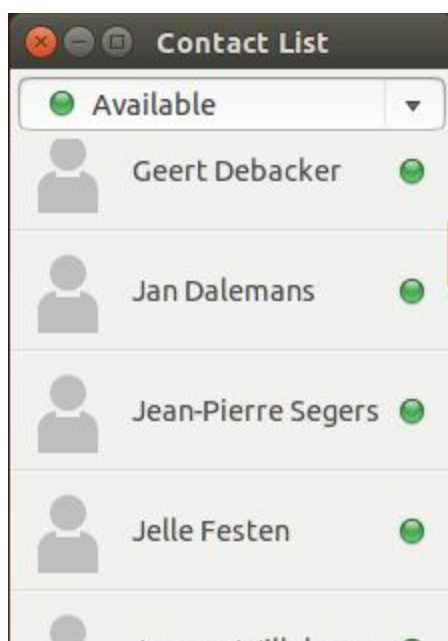 Contact List
Available
Geert Debacker
Jan Dalemans
Jean-Pierre Segers
Jelle Festen